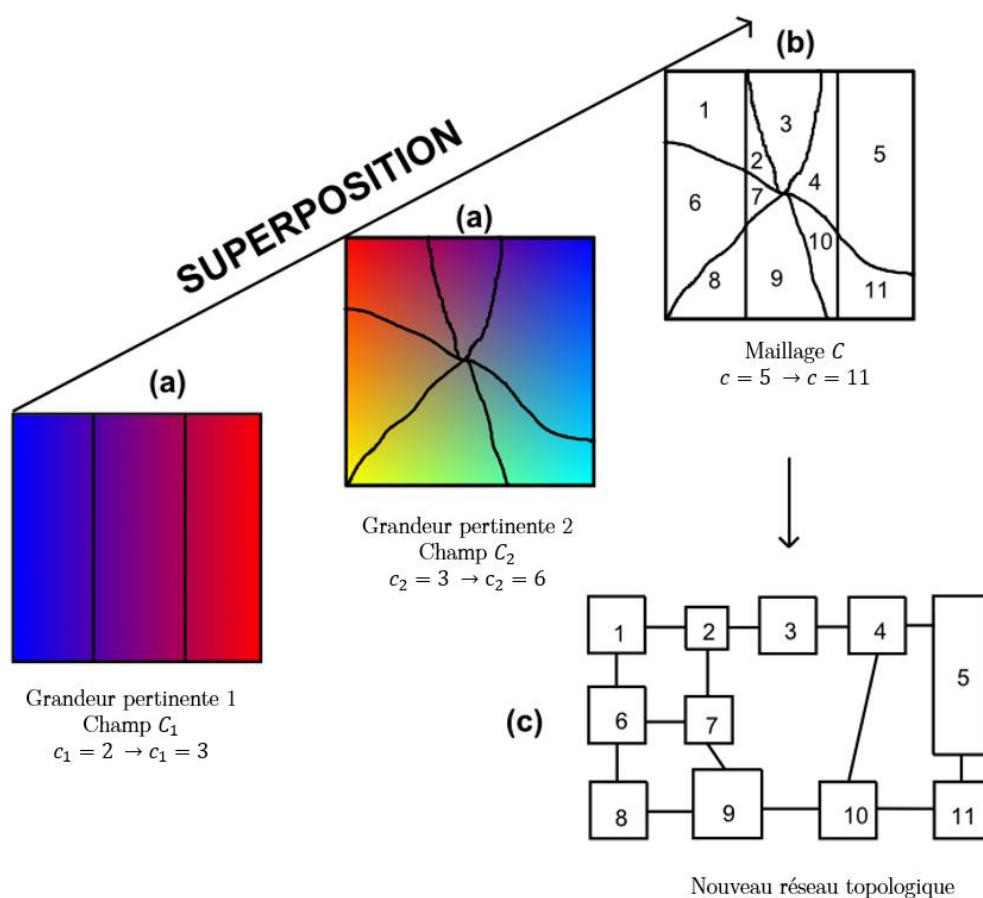 SUPERPOSITION
(a)
Grandeur pertinente 1
Champ C₁
c₁ = 2 → c₁ = 3
(a)
Grandeur pertinente 2
Champ C₂
c₂ = 3 → c₂ = 6
(b)
1
3
2
5
4
7
6
10
8
9
11
Maillage C
c = 5 → c = 11
(c)
1
2
3
4
5
6
7
8
9
10
11
Nouveau réseau topologique